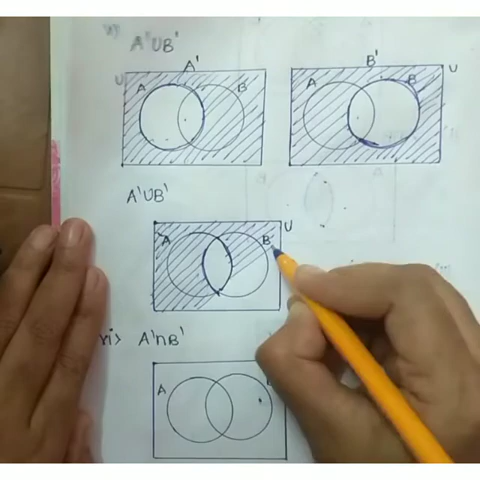 A'UB'
A' B'
U A B A B U
A'UB'
A B U
vi> A'∩B'
A